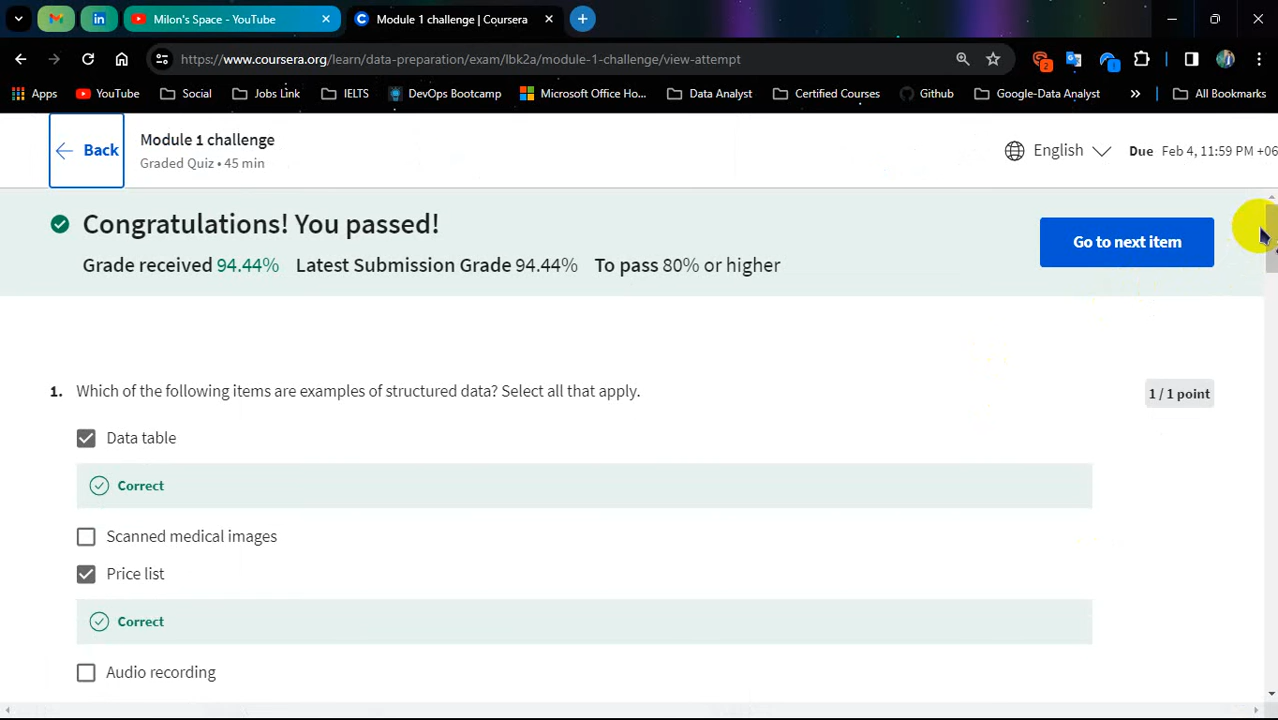 Milon's Space - YouTube
Module 1 challenge | Coursera
https://www.coursera.org/learn/data-preparation/exam/lbk2a/module-1-challenge/view-attempt
Apps YouTube Social Jobs Link IELTS DevOps Bootcamp Microsoft Office Ho... Data Analyst Certified Courses Github Google-Data Analyst » All Bookmarks
Back
Module 1 challenge
Graded Quiz • 45 min
English
Due Feb 4, 11:59 PM +06
Congratulations! You passed!
Grade received 94.44% Latest Submission Grade 94.44% To pass 80% or higher
Go to next item
1. Which of the following items are examples of structured data? Select all that apply.
1 / 1 point
Data table
Correct
Scanned medical images
Price list
Correct
Audio recording